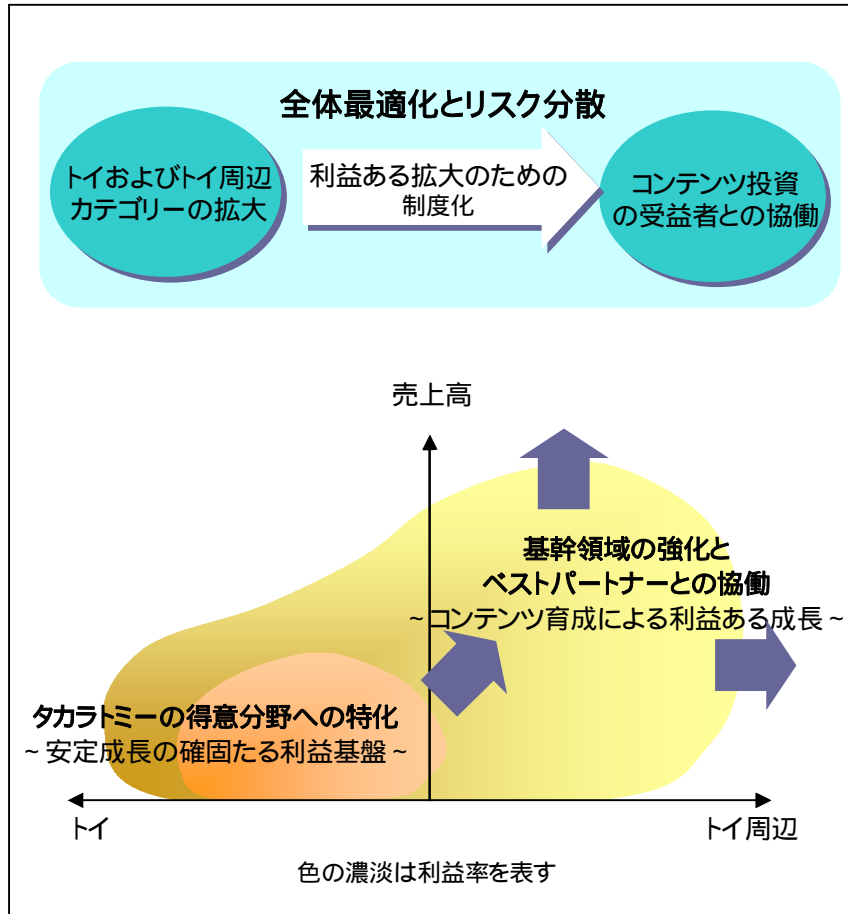 全体最適化とリスク分散
トイおよびトイ周辺
カテゴリーの拡大
利益ある拡大のための
制度化
コンテンツ投資
の受益者との協働
売上高
基幹領域の強化と
ベストパートナーとの協働
~コンテンツ育成による利益ある成長~
タカラトミーの得意分野への特化
~安定成長の確固たる利益基盤~
トイ
トイ周辺
色の濃淡は利益率を表す